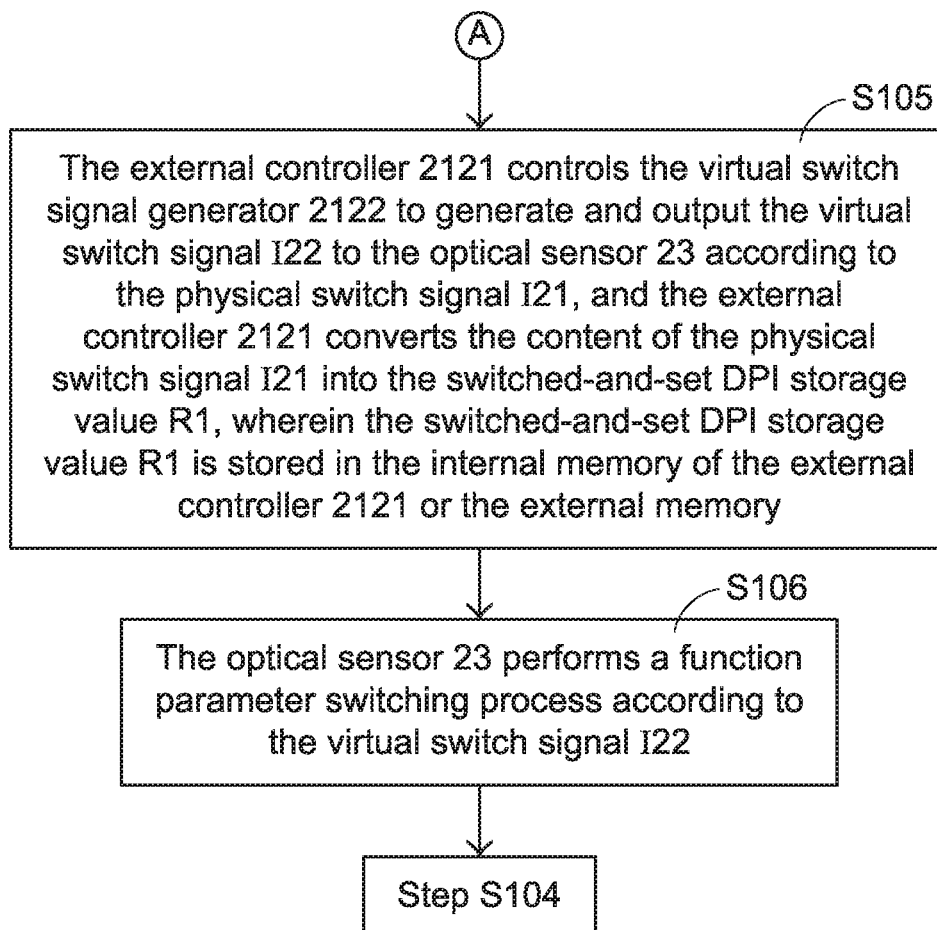 A
S105
The external controller 2121 controls the virtual switch
signal generator 2122 to generate and output the virtual
switch signal I22 to the optical sensor 23 according to
the physical switch signal I21, and the external
controller 2121 converts the content of the physical
switch signal I21 into the switched-and-set DPI storage
value R1, wherein the switched-and-set DPI storage
value R1 is stored in the internal memory of the external
controller 2121 or the external memory
S106
The optical sensor 23 performs a function
parameter switching process according to
the virtual switch signal I22
Step S104